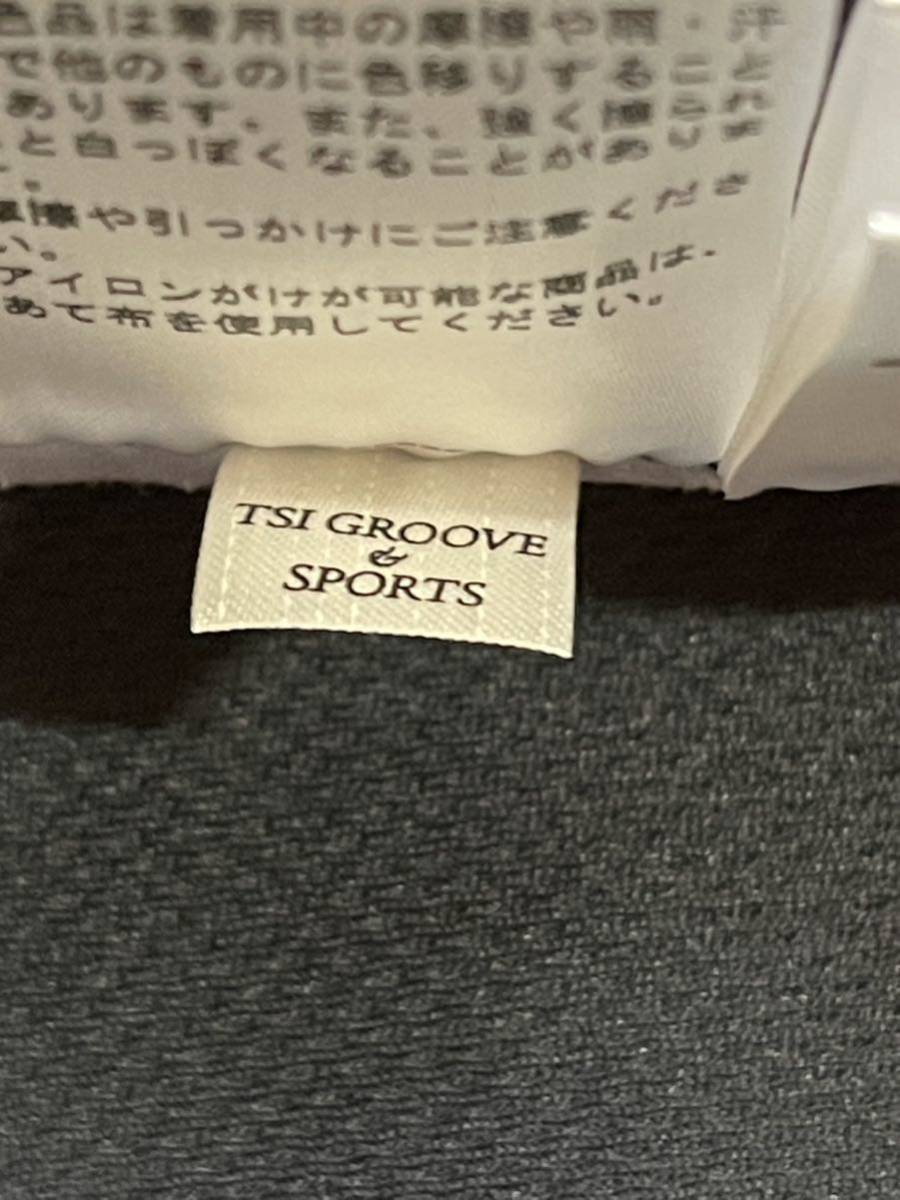 色品は着用中の摩擦や雨・汗
で他のものに色移りするこ と
あります。また、強く擦られ
と白っぽくなることがありま
。
摩擦や引っかけにご注意くださ
い。
アイロンがけが可能な商品は、
あて布を使用してください。
TSI GROOVE
&
SPORTS